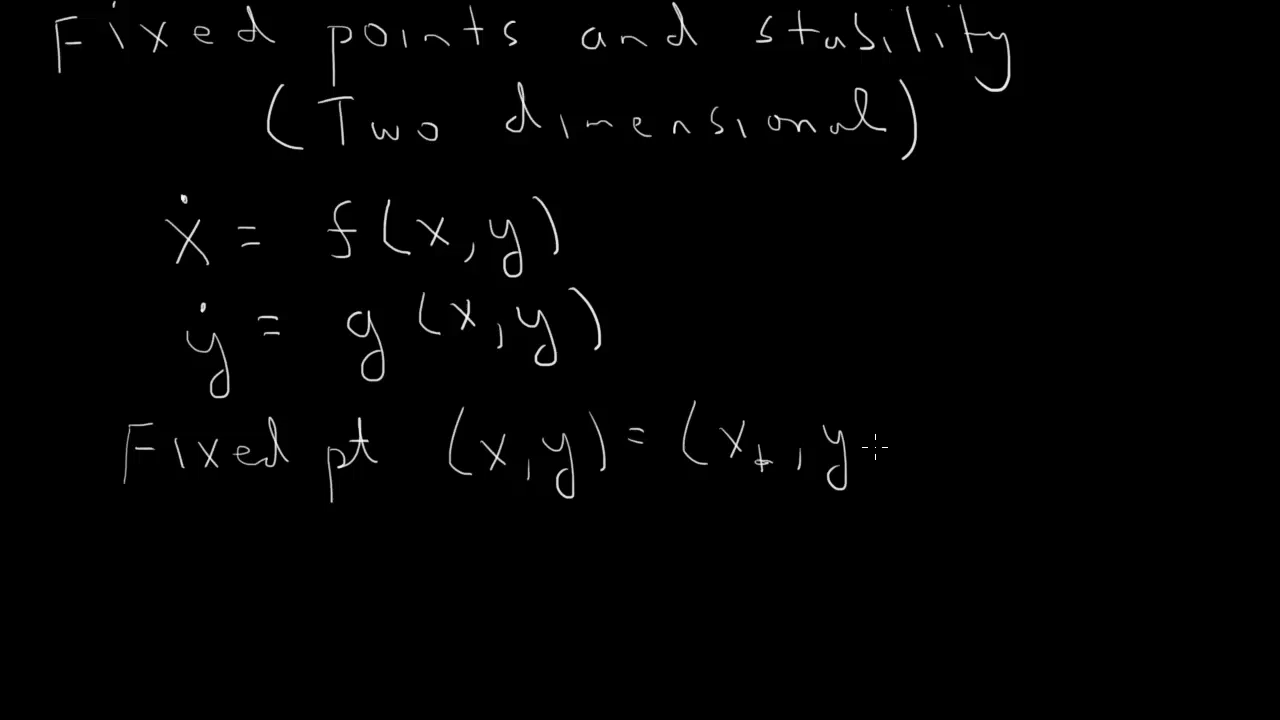 Fixed points and stability
(Two dimensional)
ẋ = f(x,y)
ẏ = g(x,y)
Fixed pt (x,y) = (x*, y